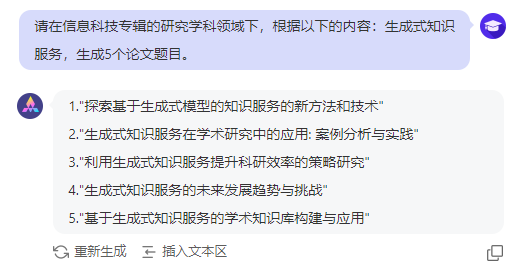 请在信息科技专辑的研究学科领域下，根据以下的内容：生成式知识
服务，生成5个论文题目。
1."探索基于生成式模型的知识服务的新方法和技术"
2."生成式知识服务在学术研究中的应用: 案例分析与实践"
3."利用生成式知识服务提升科研效率的策略研究"
4."生成式知识服务的未来发展趋势与挑战"
5."基于生成式知识服务的学术知识库构建与应用"
重新生成 插入文本区